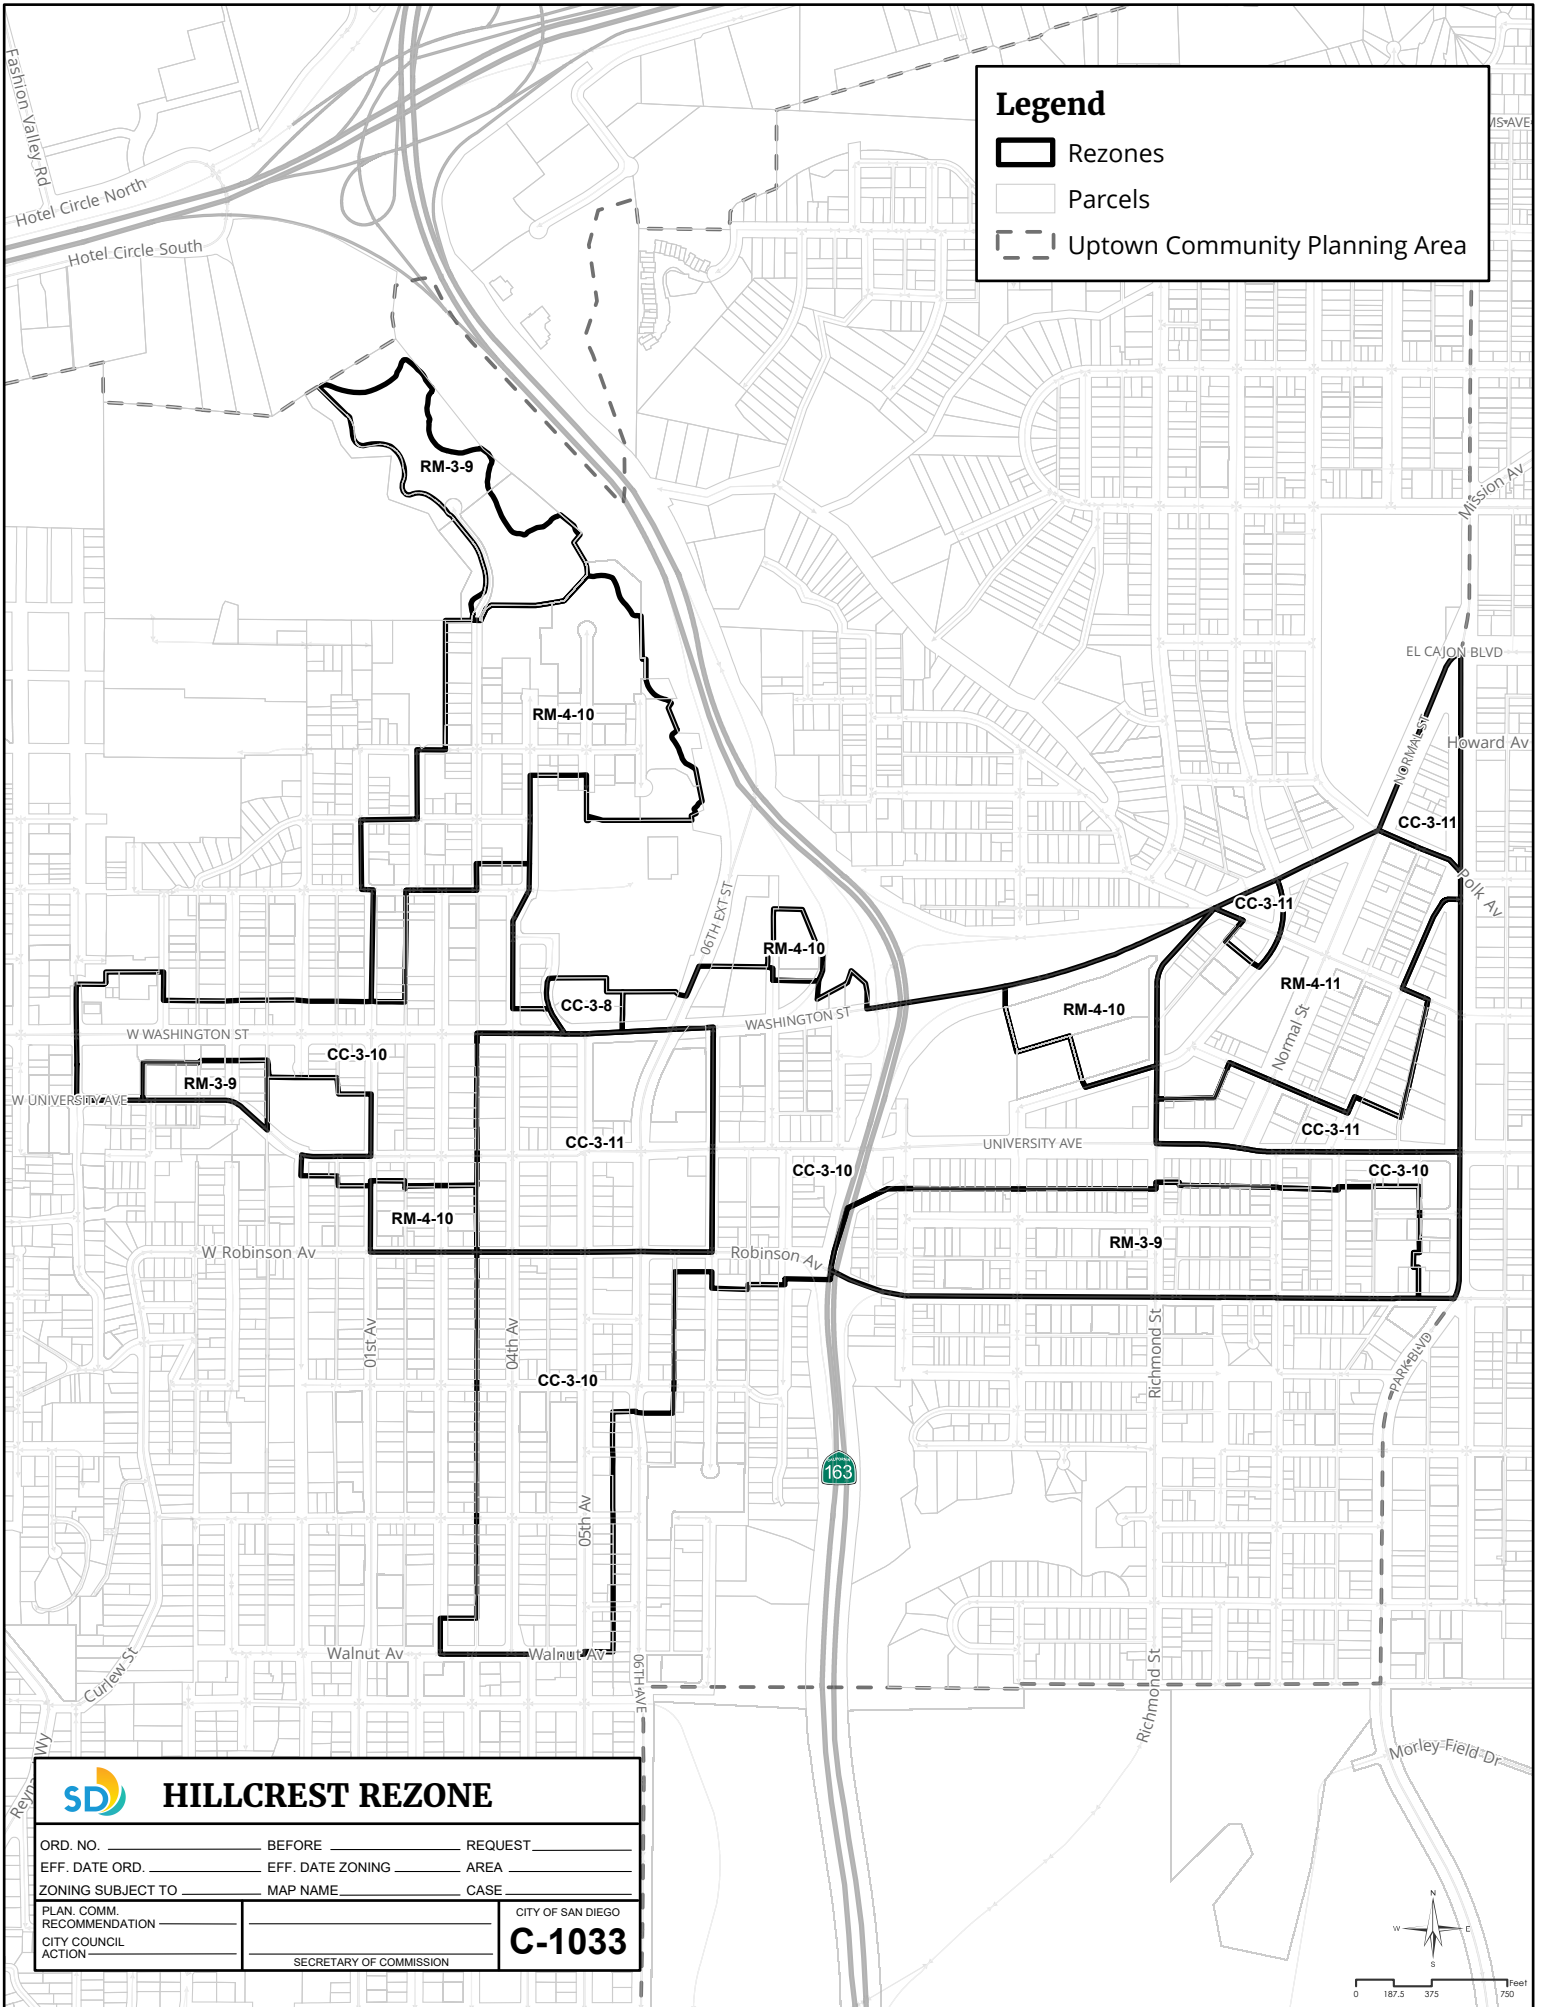 Legend
Rezones
Parcels
Uptown Community Planning Area
Fashion Valley Rd
Hotel Circle North
Hotel Circle South
MS AVE
Mission Av
RM-3-9
EL CAJON BLVD
RM-4-10
NORMAL ST
Howard Av
CC-3-11
Polk Av
06TH EXT ST
CC-3-11
RM-4-10
RM-4-11
CC-3-8
RM-4-10
WASHINGTON ST
W WASHINGTON ST
Normal St
CC-3-10
RM-3-9
W UNIVERSITY AVE
CC-3-11
CC-3-11
UNIVERSITY AVE
CC-3-10
CC-3-10
RM-4-10
RM-3-9
W Robinson Av
Robinson Av
01st Av
04th Av
Richmond St
PARK BLVD
CC-3-10
CALIFORNIA
163
05th Av
Walnut Av
Walnut Av
Curlew St
06TH AVE
Richmond St
Morley Field Dr
SD
HILLCREST REZONE
ORD. NO.
BEFORE
REQUEST
EFF. DATE ORD.
EFF. DATE ZONING
AREA
ZONING SUBJECT TO
MAP NAME
CASE
PLAN. COMM.
RECOMMENDATION
CITY COUNCIL
ACTION
SECRETARY OF COMMISSION
CITY OF SAN DIEGO
C-1033
N
W
E
S
Feet
0
187.5
375
750